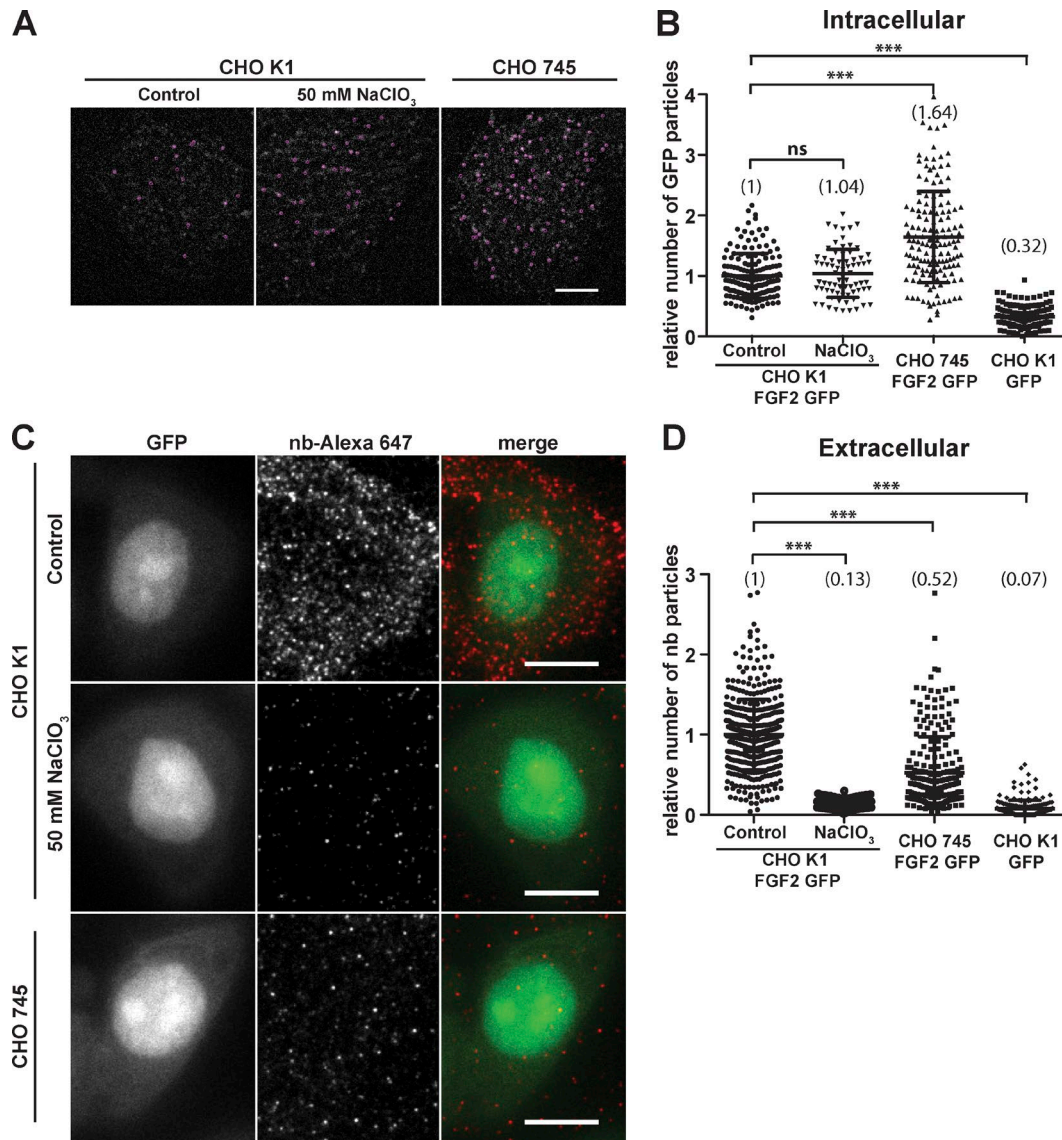 A
CHO K1
CHO 745
Control
50 mM NaClO₃
B
Intracellular
***
***
ns
(1)
(1.04)
(1.64)
(0.32)
relative number of GFP particles
4
3
2
1
0
Control
NaClO₃
CHO K1
FGF2 GFP
CHO 745
FGF2 GFP
CHO K1
GFP
C
GFP
nb-Alexa 647
merge
CHO K1
Control
50 mM NaClO₃
CHO 745
D
Extracellular
***
***
***
(1)
(0.13)
(0.52)
(0.07)
relative number of nb particles
3
2
1
0
Control
NaClO₃
CHO K1
FGF2 GFP
CHO 745
FGF2 GFP
CHO K1
GFP